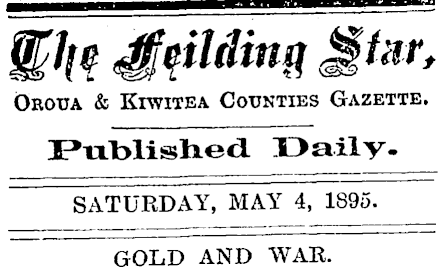 The Feilding Star,
OROUA & KIWITEA COUNTIES GAZETTE.
Published Daily.
SATURDAY, MAY 4, 1895.
GOLD AND WAR.